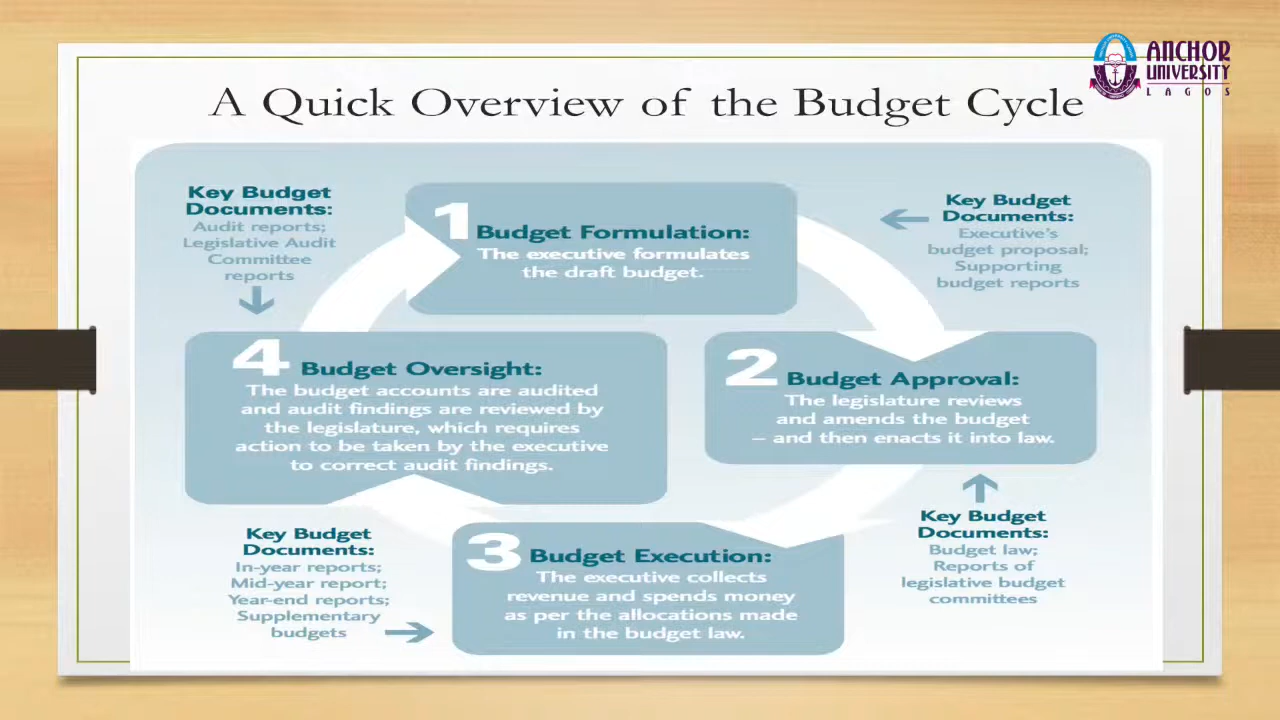 ANCHOR
UNIVERSITY
LAGOS
A Quick Overview of the Budget Cycle
Key Budget
Documents:
Audit reports;
Legislative Audit
Committee
reports
1 Budget Formulation:
The executive formulates
the draft budget.
Key Budget
Documents:
Executive's
budget proposal;
Supporting
budget reports
2 Budget Approval:
The legislature reviews
and amends the budget
– and then enacts it into law.
Key Budget
Documents:
Budget law;
Reports of
legislative budget
committees
3 Budget Execution:
The executive collects
revenue and spends money
as per the allocations made
in the budget law.
Key Budget
Documents:
In-year reports;
Mid-year report;
Year-end reports;
Supplementary
budgets
4 Budget Oversight:
The budget accounts are audited
and audit findings are reviewed by
the legislature, which requires
action to be taken by the executive
to correct audit findings.